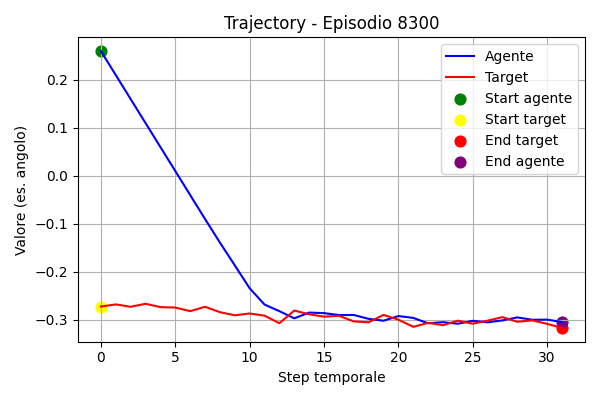 Trajectory - Episodio 8300
Agente
Target
Start agente
Start target
End target
End agente
Valore (es. angolo)
0.2
0.1
0.0
−0.1
−0.2
−0.3
0 5 10 15 20 25 30
Step temporale